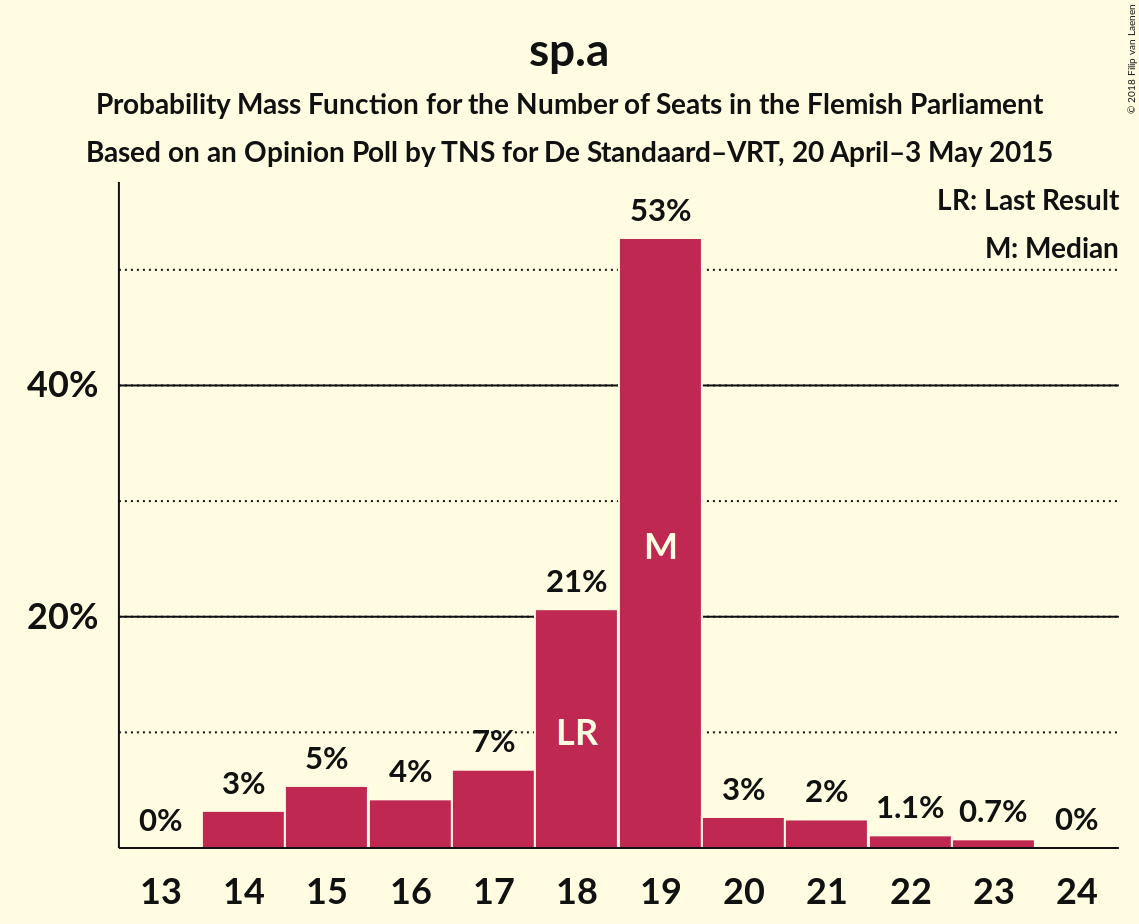 sp.a
Probability Mass Function for the Number of Seats in the Flemish Parliament
Based on an Opinion Poll by TNS for De Standaard–VRT, 20 April–3 May 2015
© 2018 Filip van Laenen
LR: Last Result
M: Median
40%
20%
0%
3%
5%
4%
7%
21%
53%
3%
2%
1.1%
0.7%
0%
LR
M
13 14 15 16 17 18 19 20 21 22 23 24